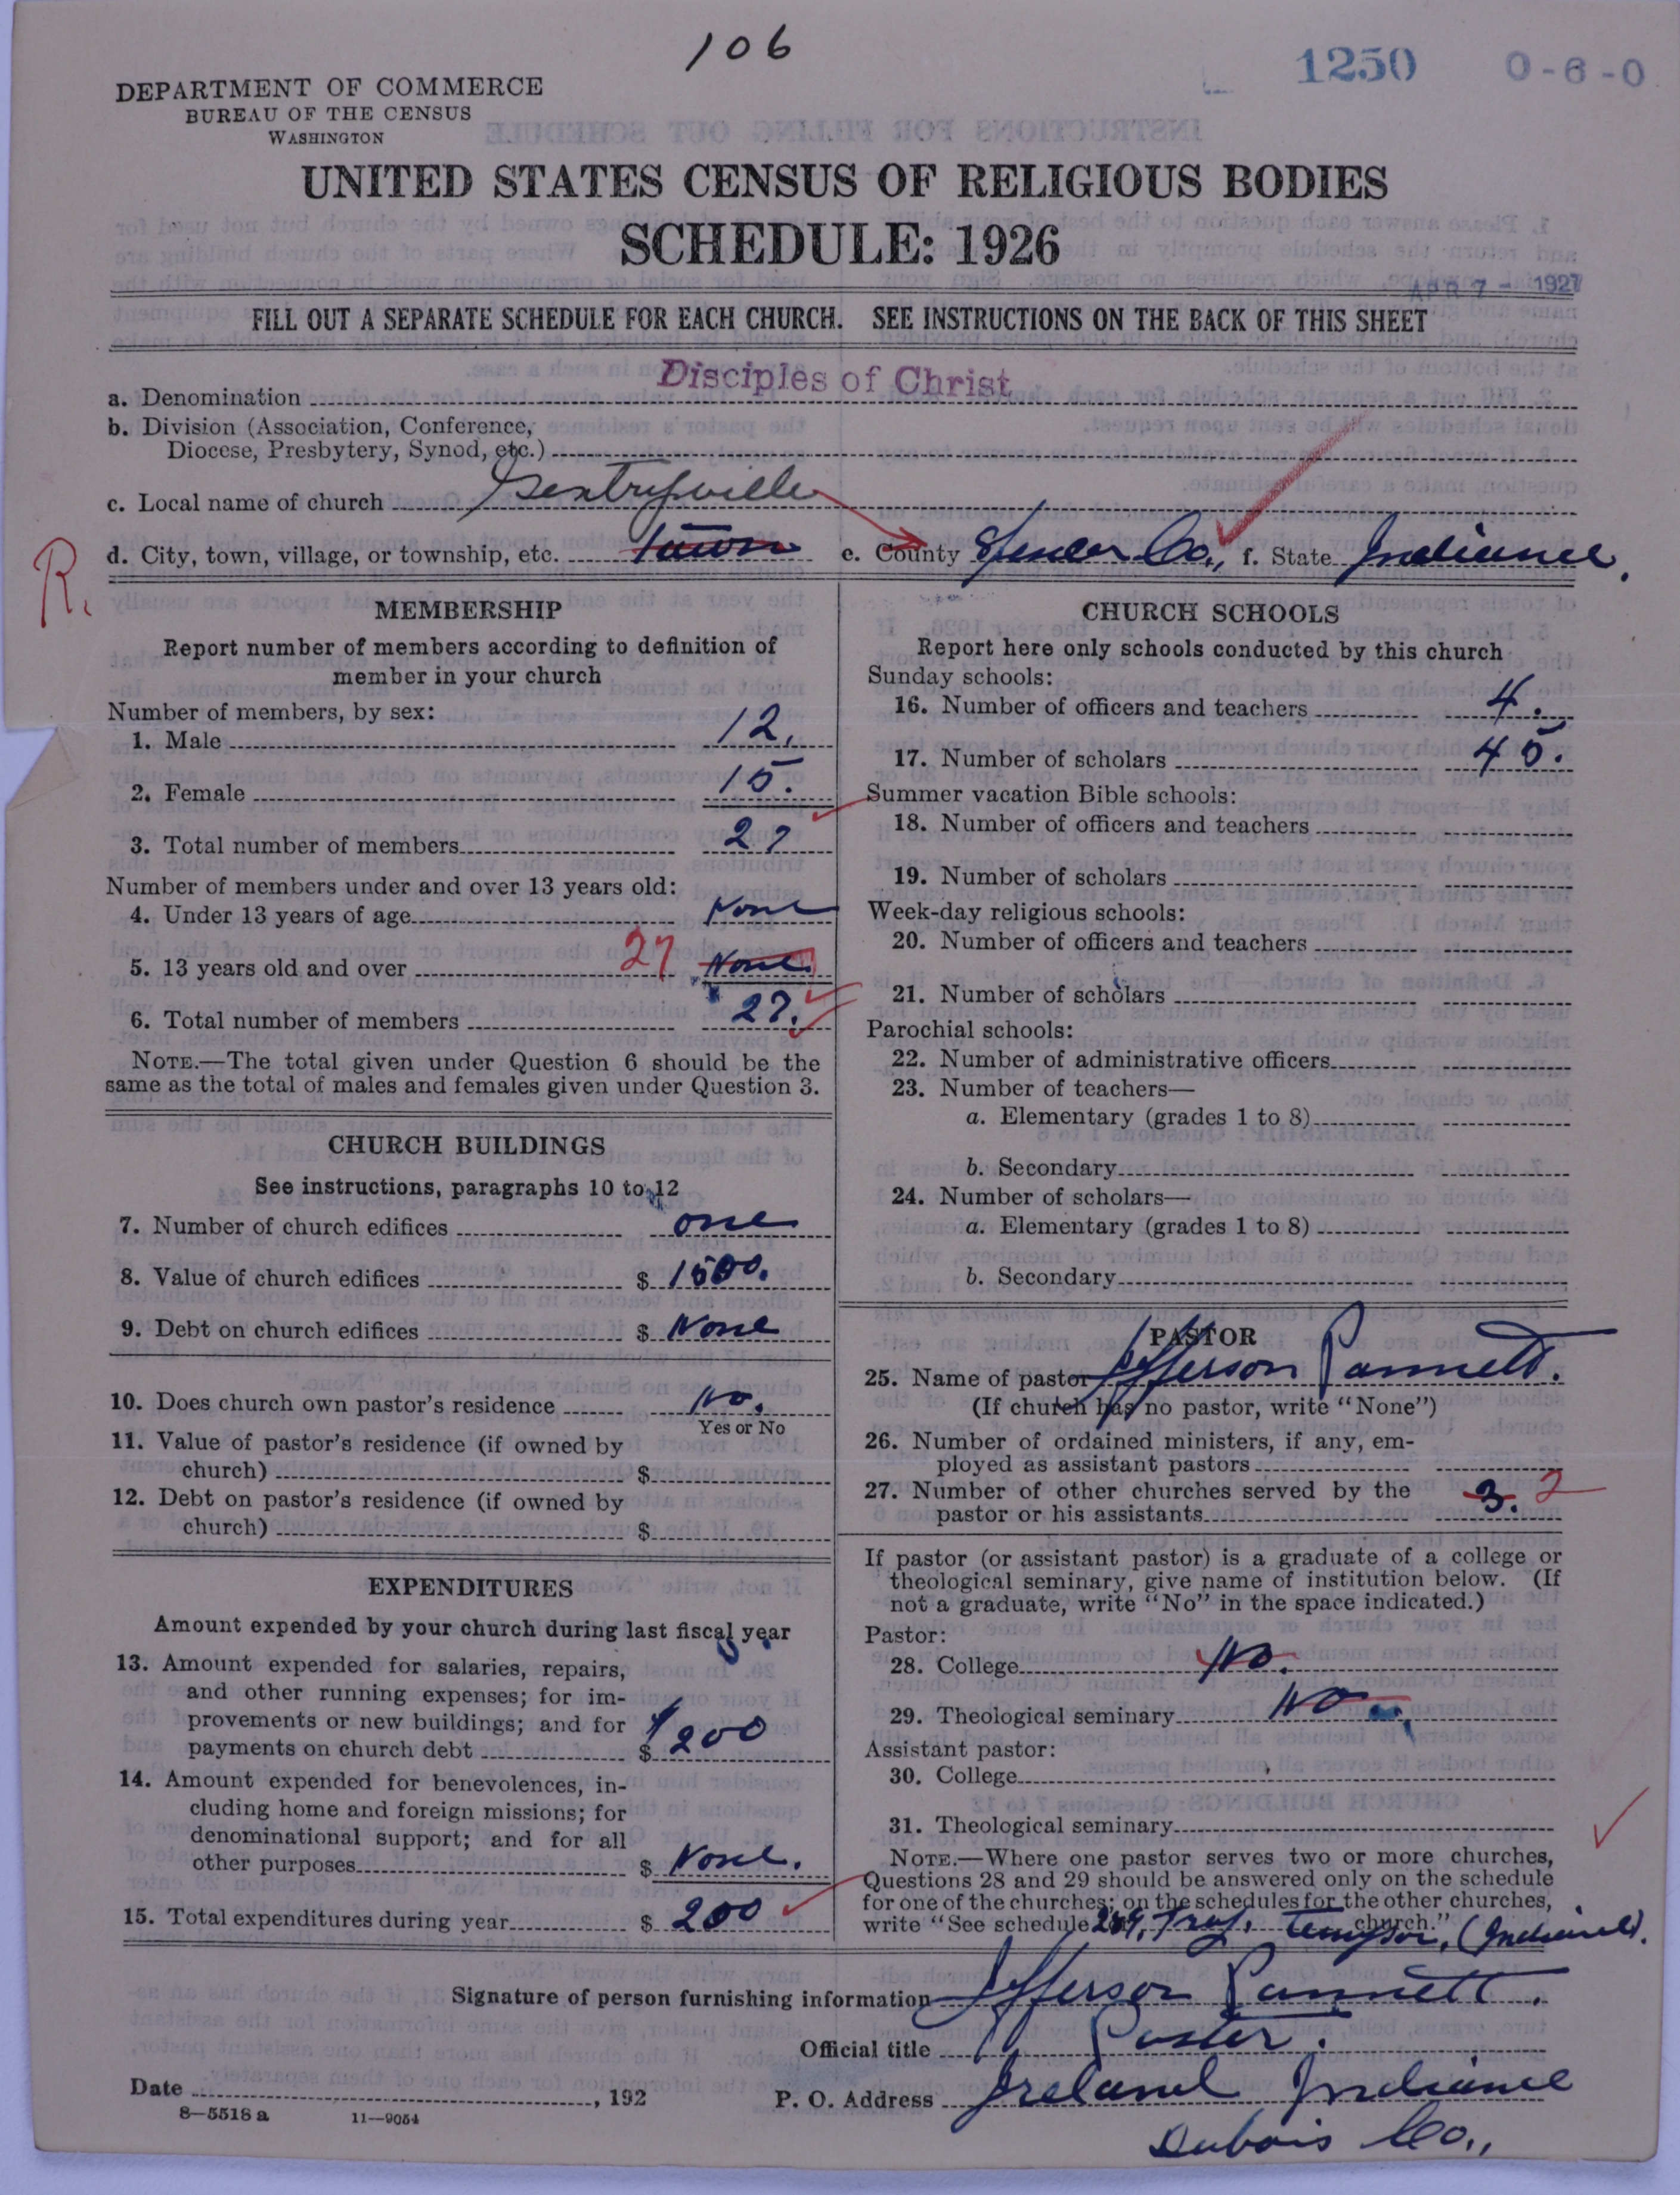 106
1250 0-6-0
DEPARTMENT OF COMMERCE
BUREAU OF THE CENSUS
WASHINGTON
UNITED STATES CENSUS OF RELIGIOUS BODIES
SCHEDULE: 1926
APR 7 - 1927
FILL OUT A SEPARATE SCHEDULE FOR EACH CHURCH. SEE INSTRUCTIONS ON THE BACK OF THIS SHEET
a. Denomination Disciples of Christ
b. Division (Association, Conference,
Diocese, Presbytery, Synod, etc.)
c. Local name of church Gentryville
d. City, town, village, or township, etc. Town e. County Spencer Co., f. State Indiana.
R.
MEMBERSHIP
Report number of members according to definition of
member in your church
Number of members, by sex:
1. Male 12.
2. Female 15.
3. Total number of members 27
Number of members under and over 13 years old:
4. Under 13 years of age None
5. 13 years old and over 27 None
6. Total number of members 27.
NOTE.—The total given under Question 6 should be the
same as the total of males and females given under Question 3.
CHURCH BUILDINGS
See instructions, paragraphs 10 to 12
7. Number of church edifices one
8. Value of church edifices $ 1500.
9. Debt on church edifices $ None
10. Does church own pastor's residence No.
Yes or No
11. Value of pastor's residence (if owned by
church) $
12. Debt on pastor's residence (if owned by
church) $
EXPENDITURES
Amount expended by your church during last fiscal year
13. Amount expended for salaries, repairs,
and other running expenses; for im-
provements or new buildings; and for
payments on church debt $ 200
14. Amount expended for benevolences, in-
cluding home and foreign missions; for
denominational support; and for all
other purposes $ None.
15. Total expenditures during year $ 200
CHURCH SCHOOLS
Report here only schools conducted by this church
Sunday schools:
16. Number of officers and teachers 4.
17. Number of scholars 45.
Summer vacation Bible schools:
18. Number of officers and teachers
19. Number of scholars
Week-day religious schools:
20. Number of officers and teachers
21. Number of scholars
Parochial schools:
22. Number of administrative officers
23. Number of teachers—
a. Elementary (grades 1 to 8)
b. Secondary
24. Number of scholars—
a. Elementary (grades 1 to 8)
b. Secondary
PASTOR
25. Name of pastor Jefferson Pannett.
(If church has no pastor, write "None")
26. Number of ordained ministers, if any, em-
ployed as assistant pastors
27. Number of other churches served by the
pastor or his assistants 3. 2
If pastor (or assistant pastor) is a graduate of a college or
theological seminary, give name of institution below. (If
not a graduate, write "No" in the space indicated.)
Pastor:
28. College No.
29. Theological seminary No
Assistant pastor:
30. College
31. Theological seminary
NOTE.—Where one pastor serves two or more churches,
Questions 28 and 29 should be answered only on the schedule
for one of the churches; on the schedules for the other churches,
write "See schedule Troy. church." (Indiana).
Signature of person furnishing information Jefferson Pannett.
Official title Pastor.
Date , 192 P. O. Address Ireland Indiana
8—5518 a 11—9054
Dubois Co.,